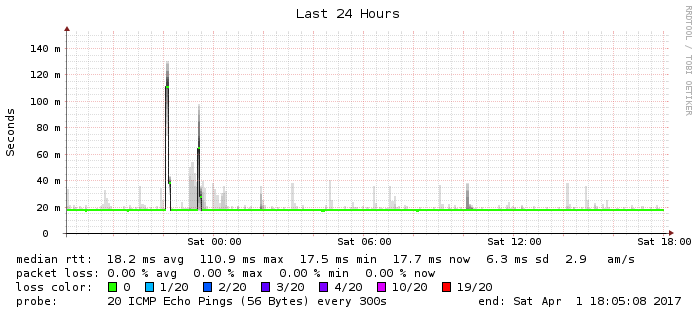 Last 24 Hours
RRDTOOL / TOBI OETIKER
Seconds
140 m
120 m
100 m
80 m
60 m
40 m
20 m
0
Sat 00:00 Sat 06:00 Sat 12:00 Sat 18:00
median rtt: 18.2 ms avg 110.9 ms max 17.5 ms min 17.7 ms now 6.3 ms sd 2.9 am/s
packet loss: 0.00 % avg 0.00 % max 0.00 % min 0.00 % now
loss color: 0 1/20 2/20 3/20 4/20 10/20 19/20
probe: 20 ICMP Echo Pings (56 Bytes) every 300s end: Sat Apr 1 18:05:08 2017